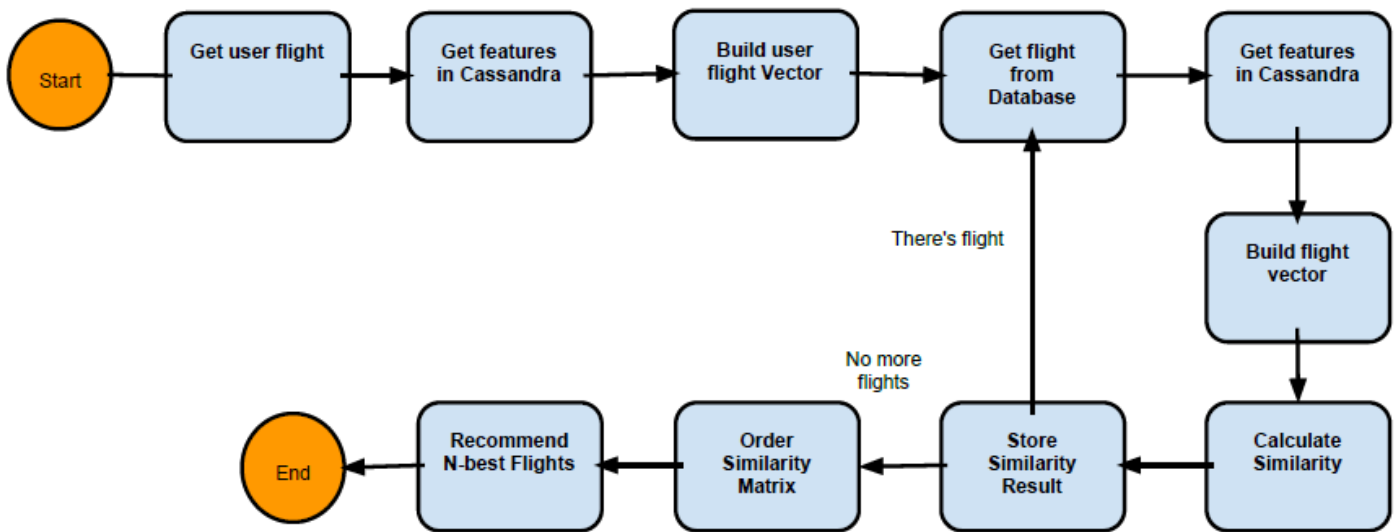 Start
Get user flight
Get features
in Cassandra
Build user
flight Vector
Get flight
from
Database
Get features
in Cassandra
There's flight
Build flight
vector
No more
flights
End
Recommend
N-best Flights
Order
Similarity
Matrix
Store
Similarity
Result
Calculate
Similarity